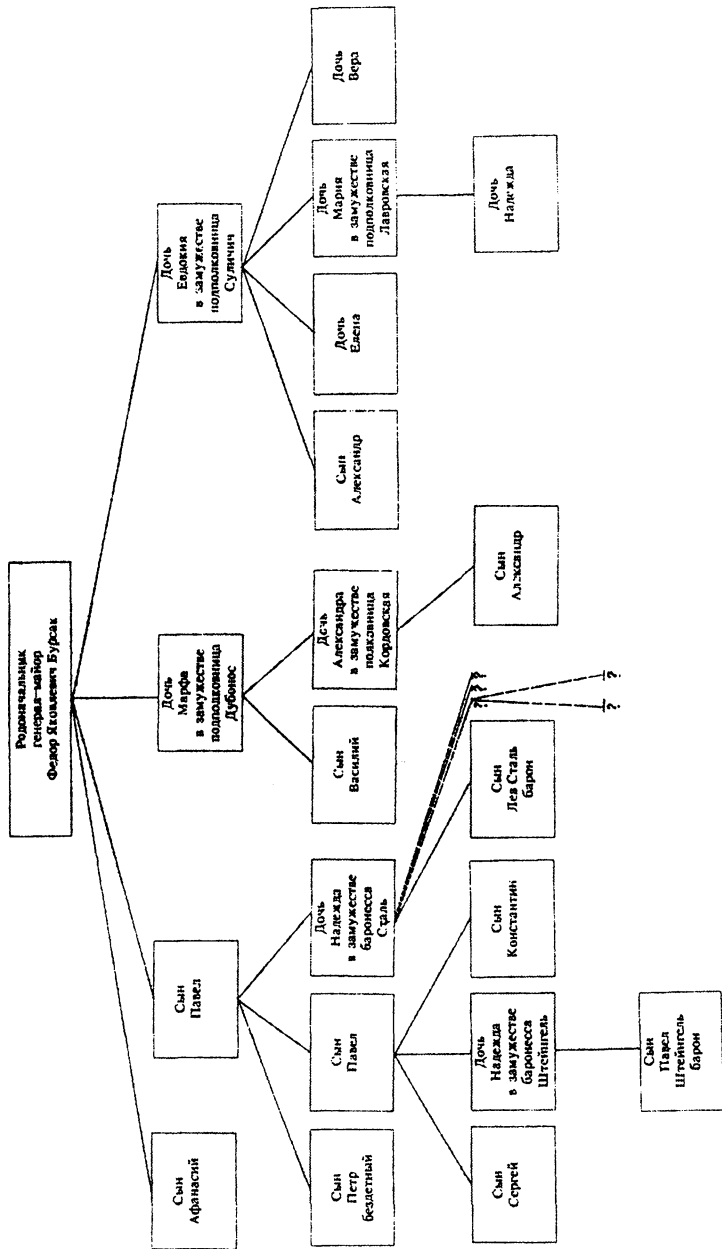 Родоначальник
генерал-майор
Федор Яковлевич Бурсак
Сын
Афанасий
Сын
Павел
Дочь
Марфа
в замужестве
подполковница
Дубонос
Дочь
Евдокия
в замужестве
подполковница
Суличич
Сын
Петр
бездетный
Сын
Павел
Дочь
Надежда
в замужестве
баронесса
Сталь
Сын
Василий
Дочь
Александра
в замужестве
полковница
Кордовская
Сын
Александр
Дочь
Елена
Дочь
Мария
в замужестве
подполковница
Лавровская
Дочь
Вера
Сын
Сергей
Дочь
Надежда
в замужестве
баронесса
Штейнгель
Сын
Константин
Сын
Лев Сталь
барон
? ? ?
Сын
Александр
Дочь
Надежда
Сын
Павел
Штейнгель
барон
?
?